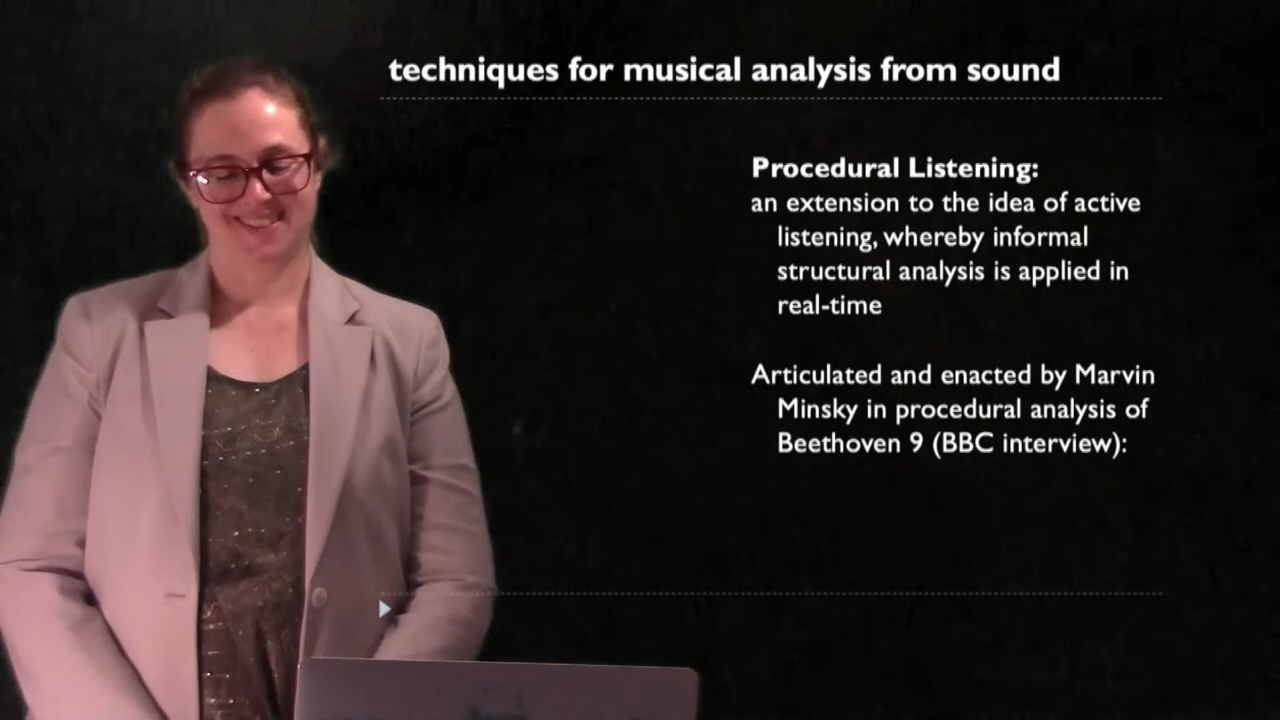 techniques for musical analysis from sound
Procedural Listening:
an extension to the idea of active
listening, whereby informal
structural analysis is applied in
real-time
Articulated and enacted by Marvin
Minsky in procedural analysis of
Beethoven 9 (BBC interview):